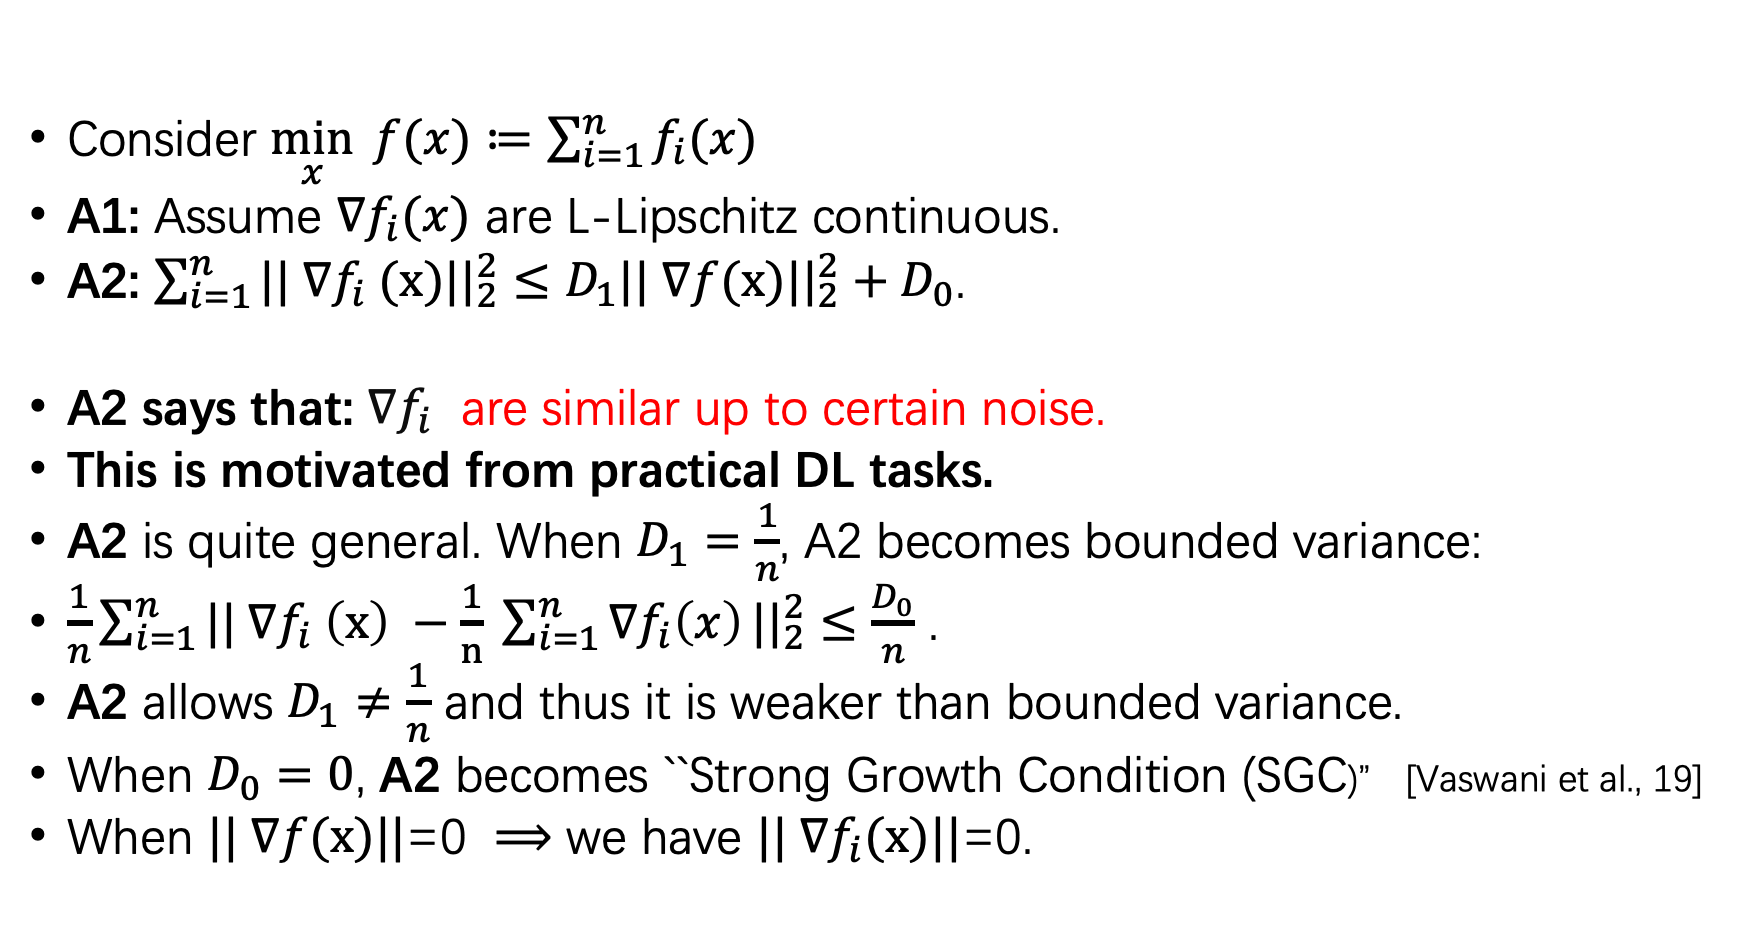 • Consider min_x f(x) ≔ ∑_{i=1}^{n} f_i(x)
• A1: Assume ∇f_i(x) are L-Lipschitz continuous.
• A2: ∑_{i=1}^{n} || ∇f_i (x)||_2^2 ≤ D_1|| ∇f(x)||_2^2 + D_0.
• A2 says that: ∇f_i are similar up to certain noise.
• This is motivated from practical DL tasks.
• A2 is quite general. When D_1 = 1/n, A2 becomes bounded variance:
• 1/n ∑_{i=1}^{n} || ∇f_i (x) − 1/n ∑_{i=1}^{n} ∇f_i(x) ||_2^2 ≤ D_0/n .
• A2 allows D_1 ≠ 1/n and thus it is weaker than bounded variance.
• When D_0 = 0, A2 becomes ``Strong Growth Condition (SGC)” [Vaswani et al., 19]
• When || ∇f(x)||=0 ⟹ we have || ∇f_i(x)||=0.